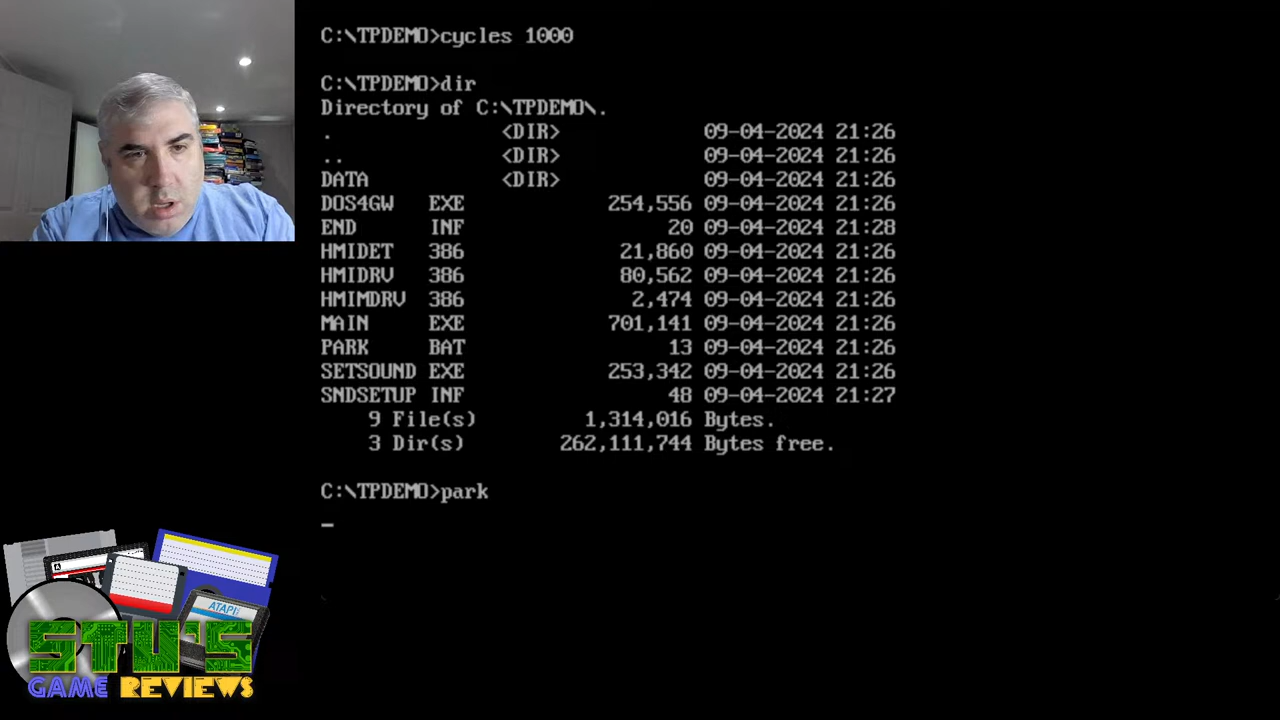 C:\TPDEMO>cycles 1000
C:\TPDEMO>dir
Directory of C:\TPDEMO\.
. <DIR> 09-04-2024 21:26
.. <DIR> 09-04-2024 21:26
DATA <DIR> 09-04-2024 21:26
DOS4GW EXE 254,556 09-04-2024 21:26
END INF 20 09-04-2024 21:28
HMIDET 386 21,860 09-04-2024 21:26
HMIDRV 386 80,562 09-04-2024 21:26
HMIMDRV 386 2,474 09-04-2024 21:26
MAIN EXE 701,141 09-04-2024 21:26
PARK BAT 13 09-04-2024 21:26
SETSOUND EXE 253,342 09-04-2024 21:26
SNDSETUP INF 48 09-04-2024 21:27
9 File(s) 1,314,016 Bytes.
3 Dir(s) 262,111,744 Bytes free.
C:\TPDEMO>park
_
A
ATAPI
STU'S
GAME REVIEWS